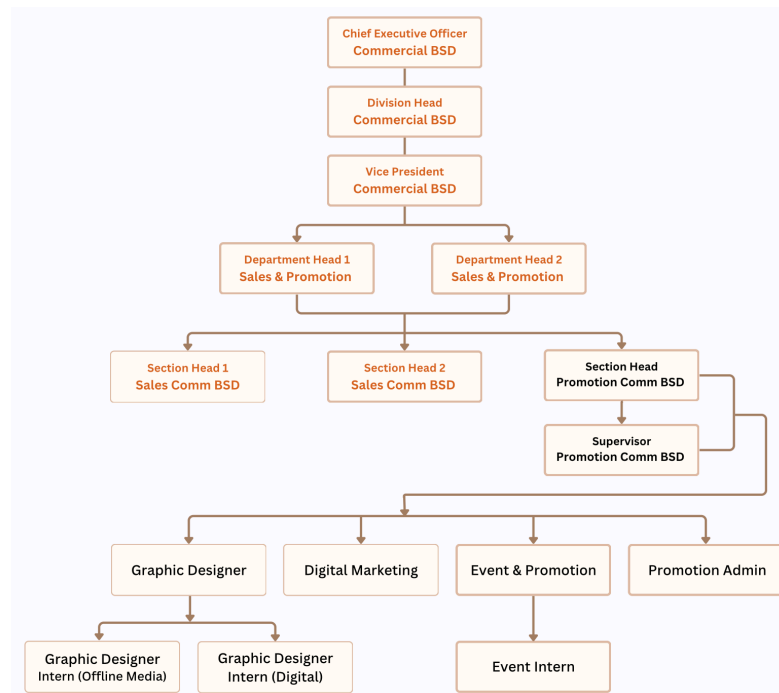 Chief Executive Officer
Commercial BSD
Division Head
Commercial BSD
Vice President
Commercial BSD
Department Head 1
Sales & Promotion
Department Head 2
Sales & Promotion
Section Head 1
Sales Comm BSD
Section Head 2
Sales Comm BSD
Section Head
Promotion Comm BSD
Supervisor
Promotion Comm BSD
Graphic Designer
Digital Marketing
Event & Promotion
Promotion Admin
Graphic Designer
Intern (Offline Media)
Graphic Designer
Intern (Digital)
Event Intern